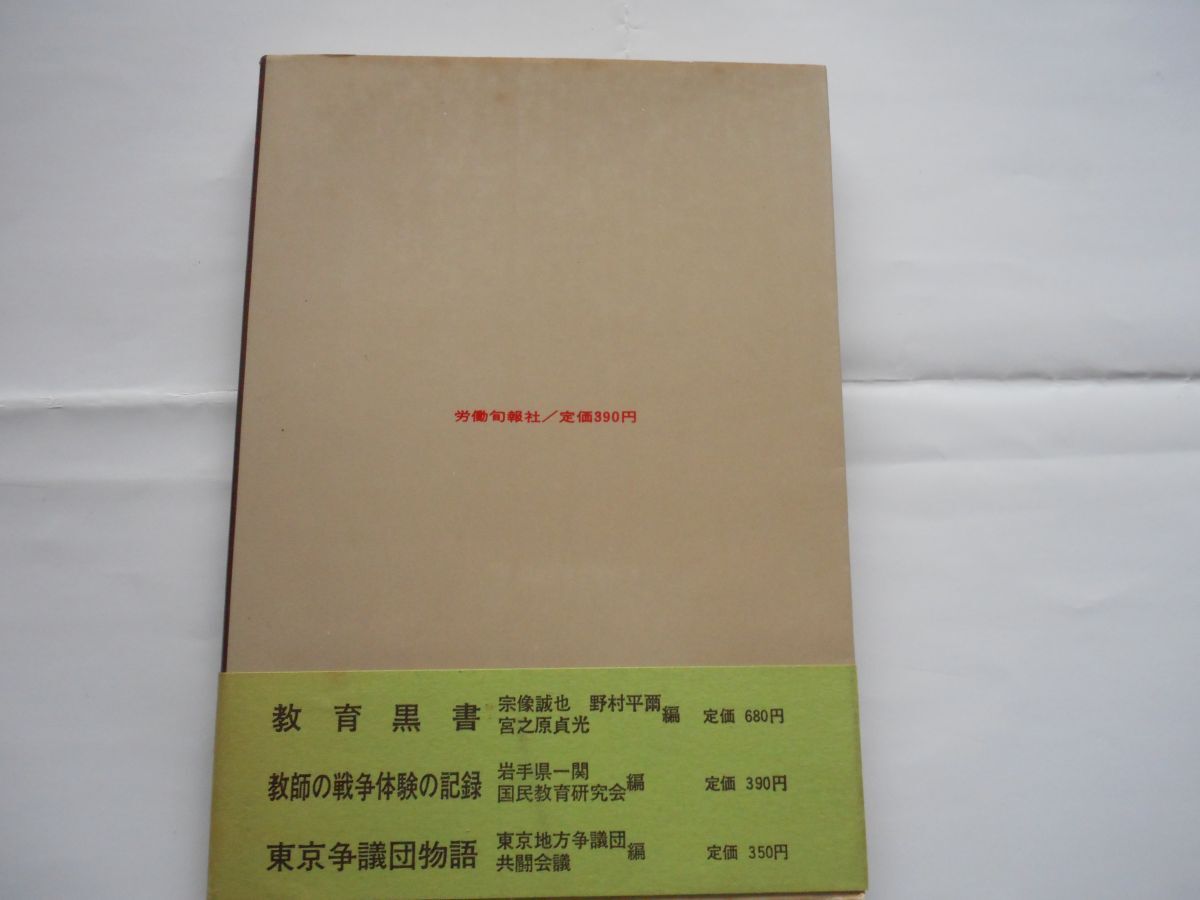 労働旬報社／定価390円
教育黒書 宗像誠也 野村平爾 宮之原貞光 編 定価 680円
教師の戦争体験の記録 岩手県一関 国民教育研究会 編 定価 390円
東京争議団物語 東京地方争議団 共闘会議 編 定価 350円